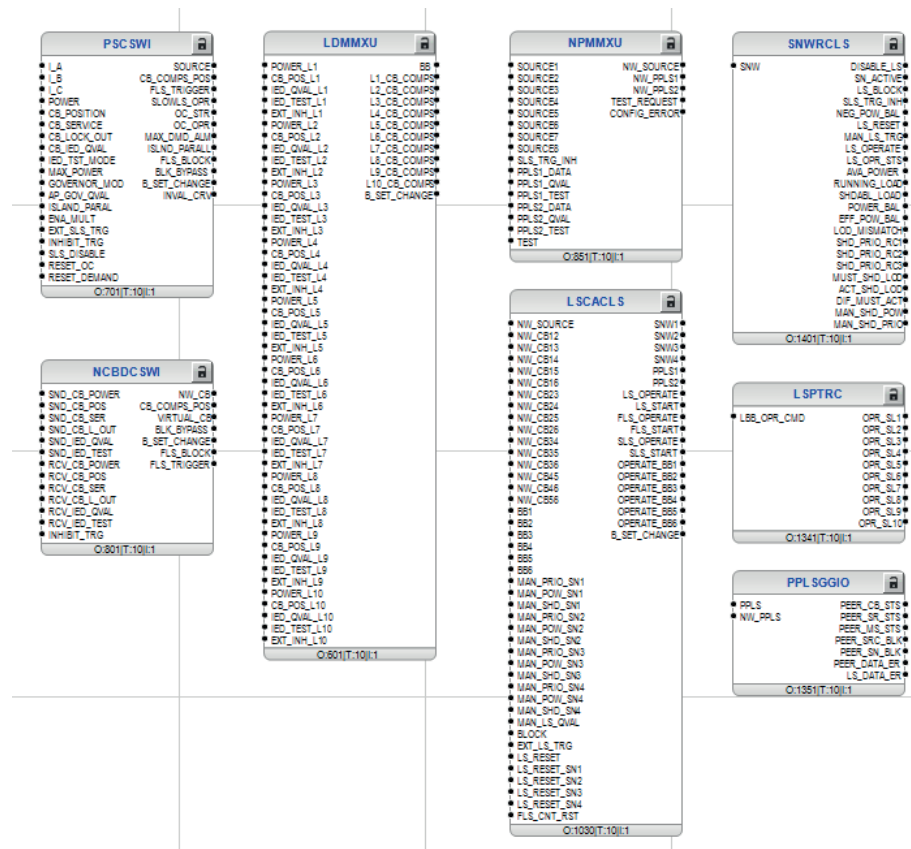 PSCSWI
I_A SOURCE
I_B CB_COMPS_POS
I_C FLS_TRIGGER
POWER SLOWLS_OPR
CB_POSITION OC_STR
CB_SERVICE OC_OPR
CB_LOCK_OUT MAX_DMD_ALM
CB_IED_QVAL ISLND_PARALL
IED_TST_MODE FLS_BLOCK
MAX_POWER BLK_BYPASS
GOVERNOR_MOD B_SET_CHANGE
AP_GOV_QVAL INVAL_CRV
ISLAND_PARAL
ENA_MULT
EXT_SLS_TRG
INHIBIT_TRG
SLS_DISABLE
RESET_OC
RESET_DEMAND
O:701|T:10|I:1
NCBDCSWI
SND_CB_POWER NW_CB
SND_CB_POS CB_COMPS_POS
SND_CB_SER VIRTUAL_CB
SND_CB_L_OUT BLK_BYPASS
SND_IED_QVAL B_SET_CHANGE
SND_IED_TEST FLS_BLOCK
RCV_CB_POWER FLS_TRIGGER
RCV_CB_POS
RCV_CB_SER
RCV_CB_L_OUT
RCV_IED_QVAL
RCV_IED_TEST
INHIBIT_TRG
O:801|T:10|I:1
LDMMXU
POWER_L1 BB
CB_POS_L1 L1_CB_COMPS
IED_QVAL_L1 L2_CB_COMPS
IED_TEST_L1 L3_CB_COMPS
EXT_INH_L1 L4_CB_COMPS
POWER_L2 L5_CB_COMPS
CB_POS_L2 L6_CB_COMPS
IED_QVAL_L2 L7_CB_COMPS
IED_TEST_L2 L8_CB_COMPS
EXT_INH_L2 L9_CB_COMPS
POWER_L3 L10_CB_COMPS
CB_POS_L3 B_SET_CHANGE
IED_QVAL_L3
IED_TEST_L3
EXT_INH_L3
POWER_L4
CB_POS_L4
IED_QVAL_L4
IED_TEST_L4
EXT_INH_L4
POWER_L5
CB_POS_L5
IED_QVAL_L5
IED_TEST_L5
EXT_INH_L5
POWER_L6
CB_POS_L6
IED_QVAL_L6
IED_TEST_L6
EXT_INH_L6
POWER_L7
CB_POS_L7
IED_QVAL_L7
IED_TEST_L7
EXT_INH_L7
POWER_L8
CB_POS_L8
IED_QVAL_L8
IED_TEST_L8
EXT_INH_L8
POWER_L9
CB_POS_L9
IED_QVAL_L9
IED_TEST_L9
EXT_INH_L9
POWER_L10
CB_POS_L10
IED_QVAL_L10
IED_TEST_L10
EXT_INH_L10
O:601|T:10|I:1
NPMMXU
SOURCE1 NW_SOURCE
SOURCE2 NW_PPLS1
SOURCE3 NW_PPLS2
SOURCE4 TEST_REQUEST
SOURCE5 CONFIG_ERROR
SOURCE6
SOURCE7
SOURCE8
SLS_TRG_INH
PPLS1_DATA
PPLS1_QVAL
PPLS1_TEST
PPLS2_DATA
PPLS2_QVAL
PPLS2_TEST
TEST
O:851|T:10|I:1
LSCACLS
NW_SOURCE SNW1
NW_CB12 SNW2
NW_CB13 SNW3
NW_CB14 SNW4
NW_CB15 PPLS1
NW_CB16 PPLS2
NW_CB23 LS_OPERATE
NW_CB24 LS_START
NW_CB25 FLS_OPERATE
NW_CB26 FLS_START
NW_CB34 SLS_OPERATE
NW_CB35 SLS_START
NW_CB36 OPERATE_BB1
NW_CB45 OPERATE_BB2
NW_CB46 OPERATE_BB3
NW_CB56 OPERATE_BB4
BB1 OPERATE_BB5
BB2 OPERATE_BB6
BB3 B_SET_CHANGE
BB4
BB5
BB6
MAN_PRIO_SN1
MAN_POW_SN1
MAN_SHD_SN1
MAN_PRIO_SN2
MAN_POW_SN2
MAN_SHD_SN2
MAN_PRIO_SN3
MAN_POW_SN3
MAN_SHD_SN3
MAN_PRIO_SN4
MAN_POW_SN4
MAN_SHD_SN4
MAN_LS_QVAL
BLOCK
EXT_LS_TRG
LS_RESET
LS_RESET_SN1
LS_RESET_SN2
LS_RESET_SN3
LS_RESET_SN4
FLS_CNT_RST
O:1030|T:10|I:1
SNWRCLS
SNW DISABLE_LS
SN_ACTIVE
LS_BLOCK
SLS_TRG_INH
NEG_POW_BAL
LS_RESET
MAN_LS_TRG
LS_OPERATE
LS_OPR_STS
AVA_POWER
RUNNING_LOAD
SHDABL_LOAD
POWER_BAL
EFF_POW_BAL
LOD_MISMATCH
SHD_PRIO_RC1
SHD_PRIO_RC2
SHD_PRIO_RC3
MUST_SHD_LOD
ACT_SHD_LOD
DIF_MUST_ACT
MAN_SHD_POW
MAN_SHD_PRIO
O:1401|T:10|I:1
LSPTRC
LBB_OPR_CMD OPR_SL1
OPR_SL2
OPR_SL3
OPR_SL4
OPR_SL5
OPR_SL6
OPR_SL7
OPR_SL8
OPR_SL9
OPR_SL10
O:1341|T:10|I:1
PPLSGGIO
PPLS PEER_CB_STS
NW_PPLS PEER_SR_STS
PEER_MS_STS
PEER_SRC_BLK
PEER_SN_BLK
PEER_DATA_ER
LS_DATA_ER
O:1351|T:10|I:1